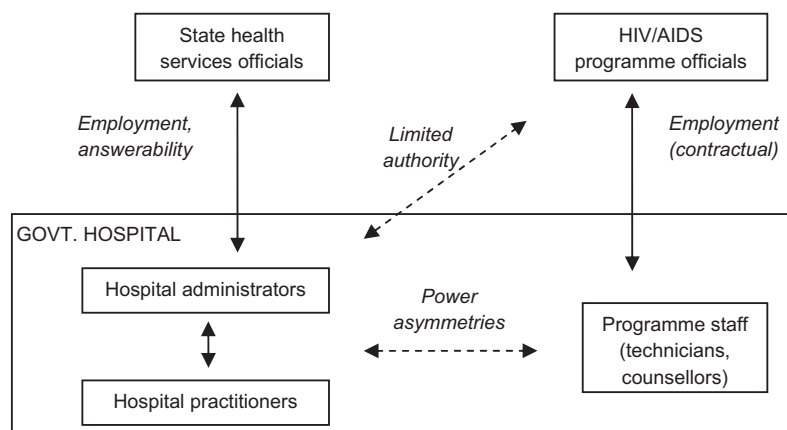 State health
services officials
HIV/AIDS
programme officials
Employment,
answerability
Limited
authority
Employment
(contractual)
GOVT. HOSPITAL
Hospital administrators
Power
asymmetries
Programme staff
(technicians,
counsellors)
Hospital practitioners